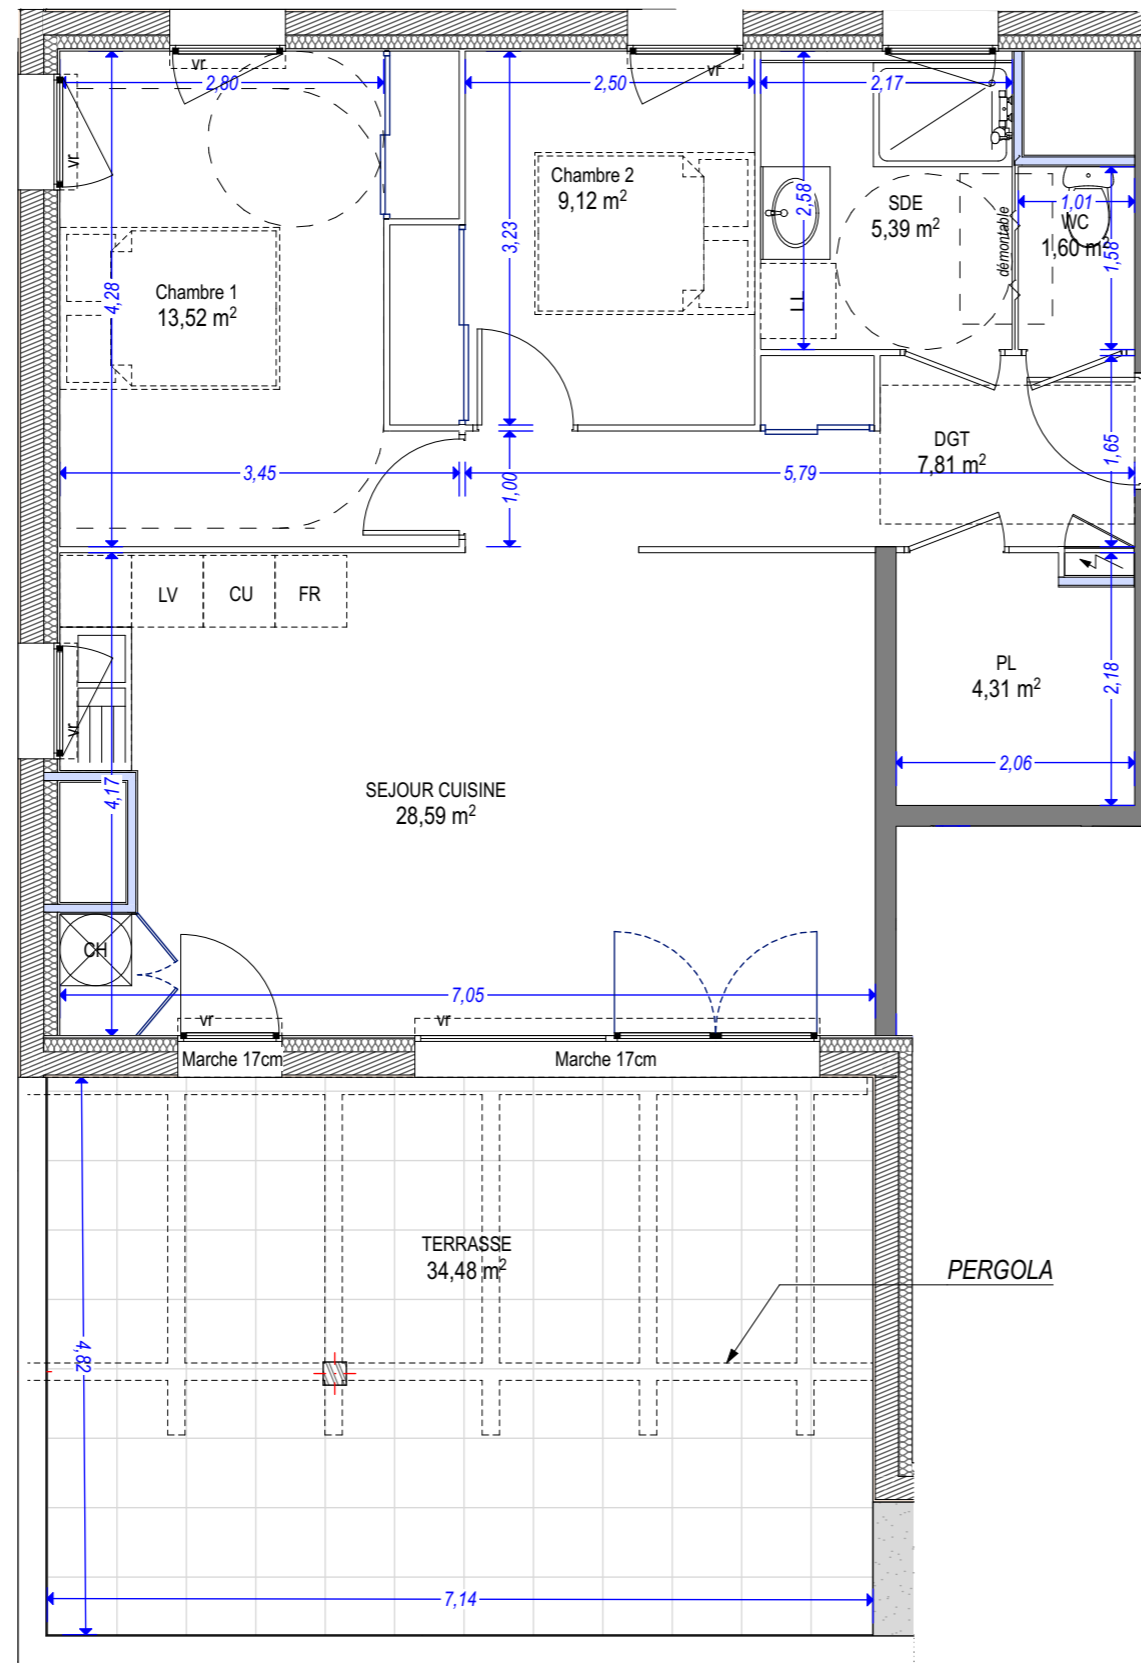 vr
2,80
vr
2,50
2,17
vr
Chambre 2
9,12 m²
2,58
SDE
5,39 m²
démontable
1,01
WC
1,60 m²
1,58
3,23
4,28
Chambre 1
13,52 m²
LL
DGT
7,81 m²
1,65
3,45
1,00
5,79
LV
CU
FR
PL
4,31 m²
2,18
2,06
vr
4,17
SEJOUR CUISINE
28,59 m²
CH
7,05
vr
vr
Marche 17cm
Marche 17cm
TERRASSE
34,48 m²
PERGOLA
4,82
7,14